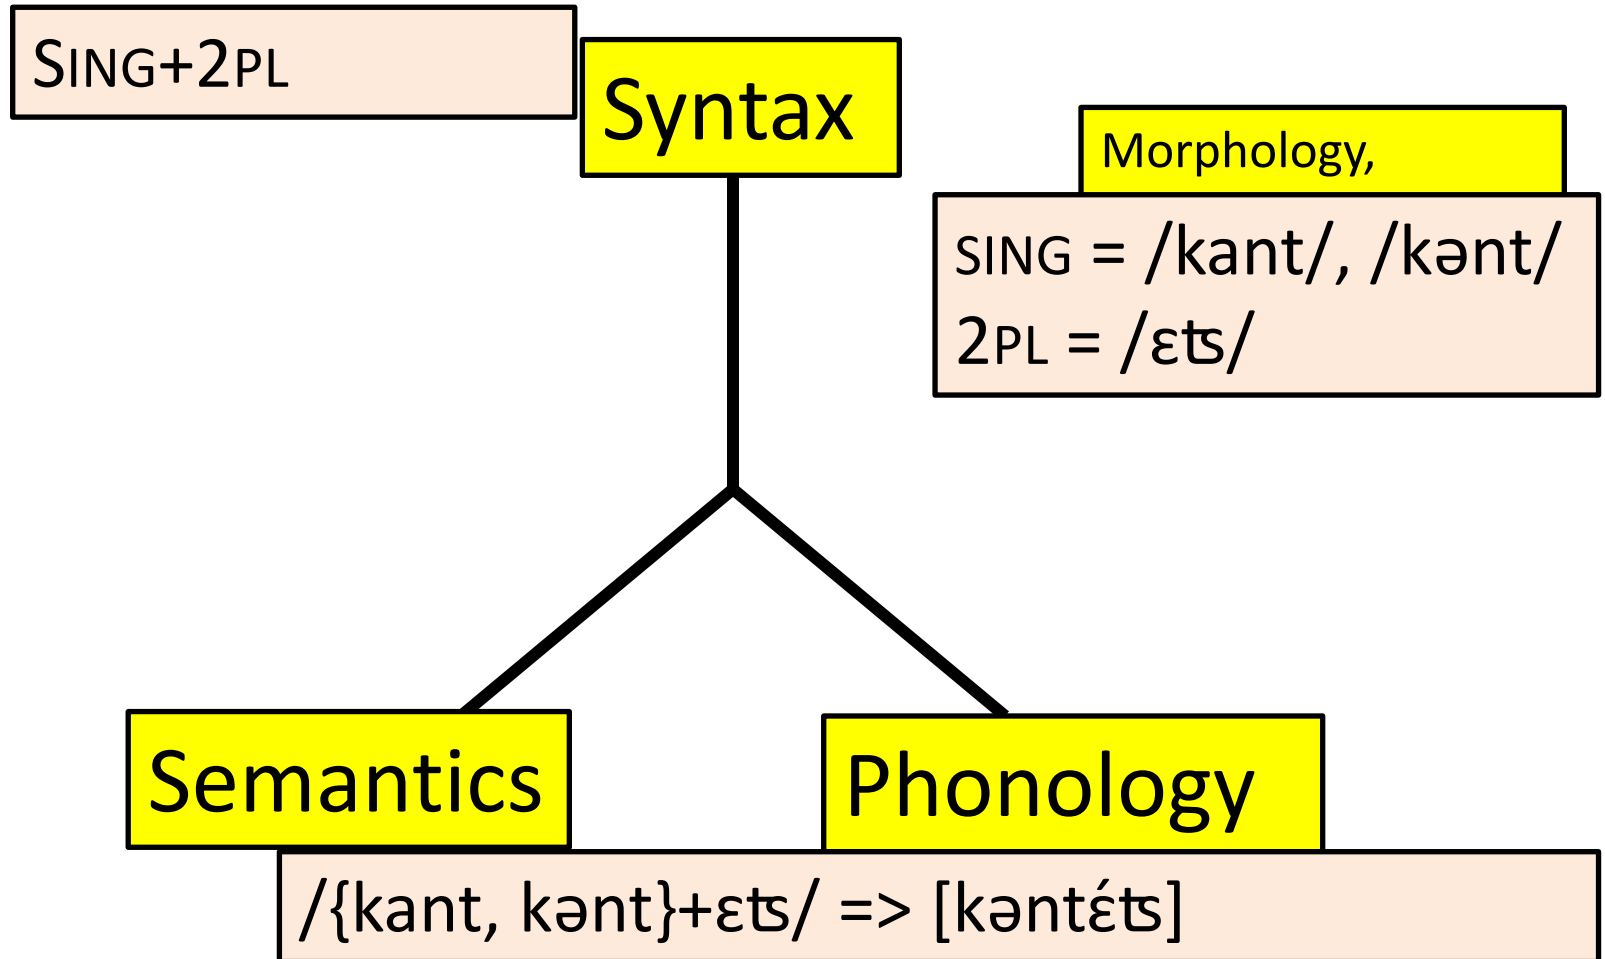 SING+2PL
Syntax
Morphology,
SING = /kant/, /kənt/
2PL = /ɛʦ/
Semantics
Phonology
/{kant, kənt}+ɛʦ/ => [kəntɛ́ʦ]